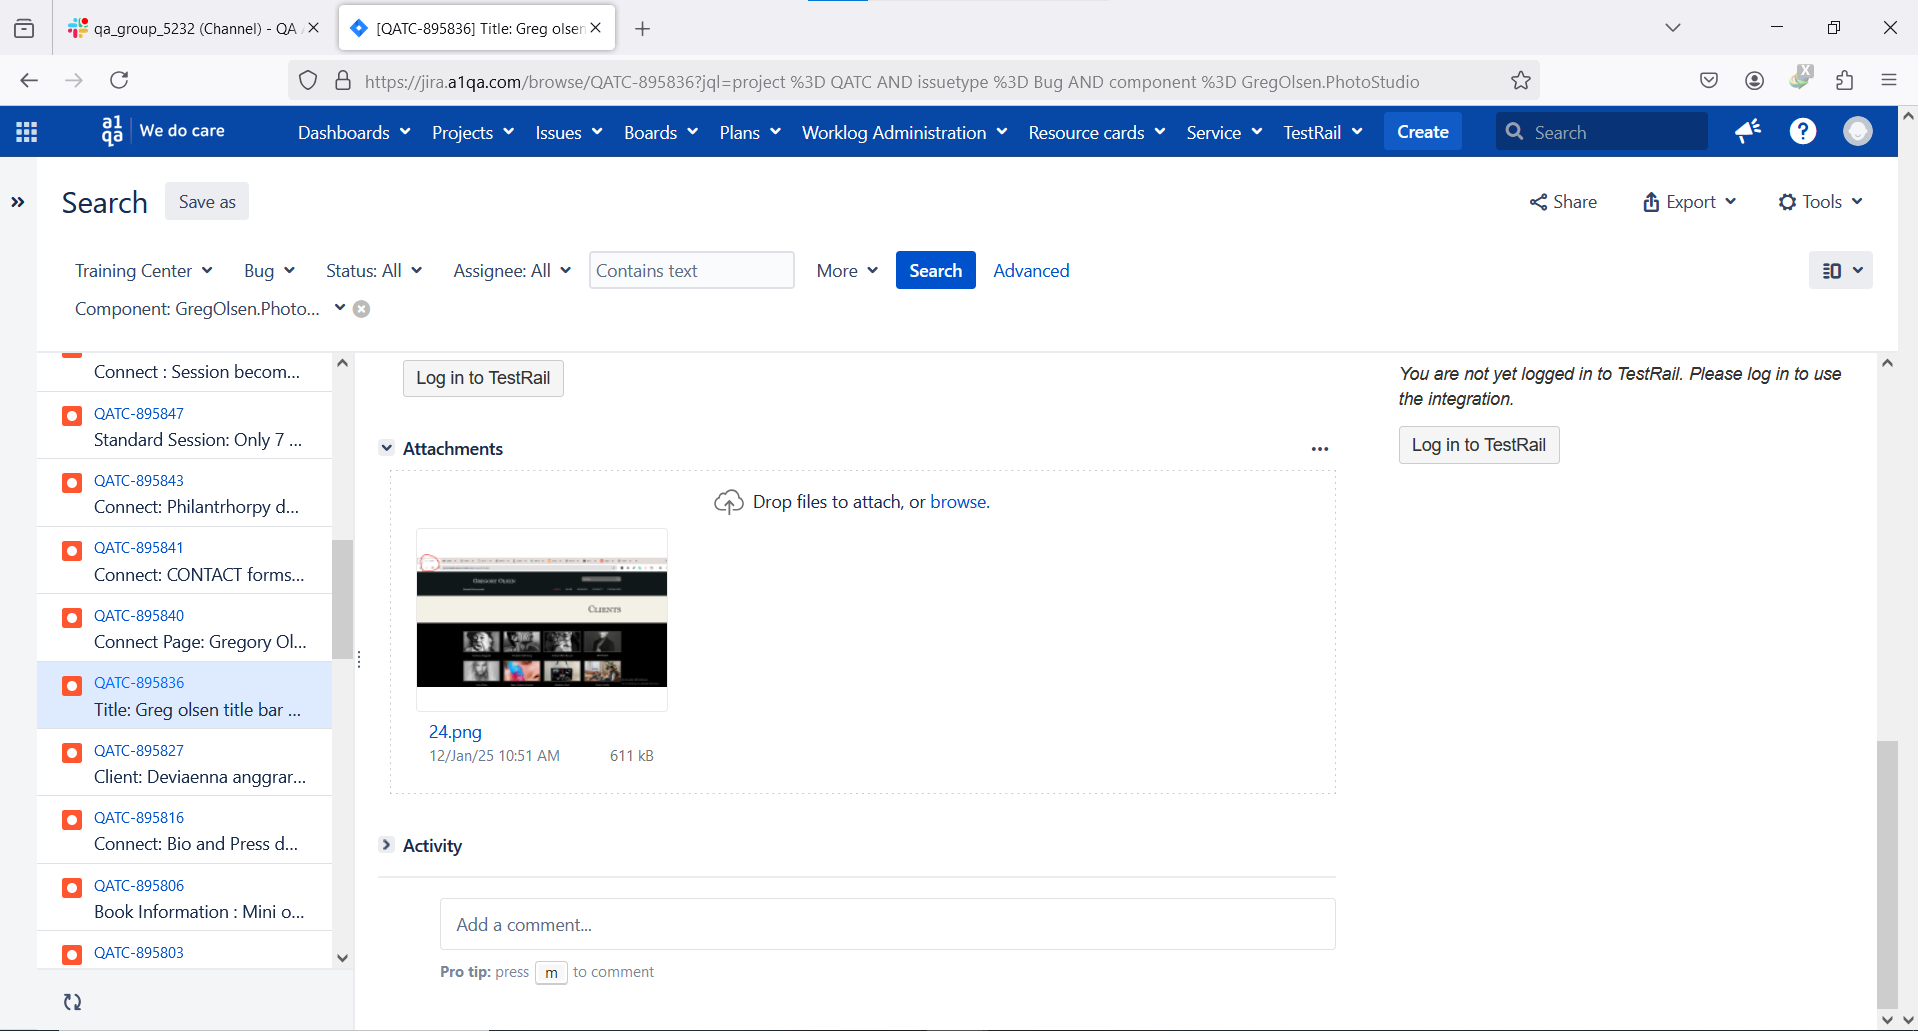 qa_group_5232 (Channel) - QA
[QATC-895836] Title: Greg olsen
https://jira.a1qa.com/browse/QATC-895836?jql=project %3D QATC AND issuetype %3D Bug AND component %3D GregOlsen.PhotoStudio
a1 qa We do care
Dashboards Projects Issues Boards Plans Worklog Administration Resource cards Service TestRail Create Search
Search Save as
Share Export Tools
Training Center Bug Status: All Assignee: All Contains text More Search Advanced
Component: GregOlsen.Photo...
Connect : Session becom...
QATC-895847
Standard Session: Only 7 ...
QATC-895843
Connect: Philantrhorpy d...
QATC-895841
Connect: CONTACT forms...
QATC-895840
Connect Page: Gregory Ol...
QATC-895836
Title: Greg olsen title bar ...
QATC-895827
Client: Deviaenna anggrar...
QATC-895816
Connect: Bio and Press d...
QATC-895806
Book Information : Mini o...
QATC-895803
Log in to TestRail
Attachments
Drop files to attach, or browse.
GREGORY OLSEN
CLIENTS
24.png
12/Jan/25 10:51 AM 611 kB
Activity
Add a comment...
Pro tip: press m to comment
You are not yet logged in to TestRail. Please log in to use
the integration.
Log in to TestRail